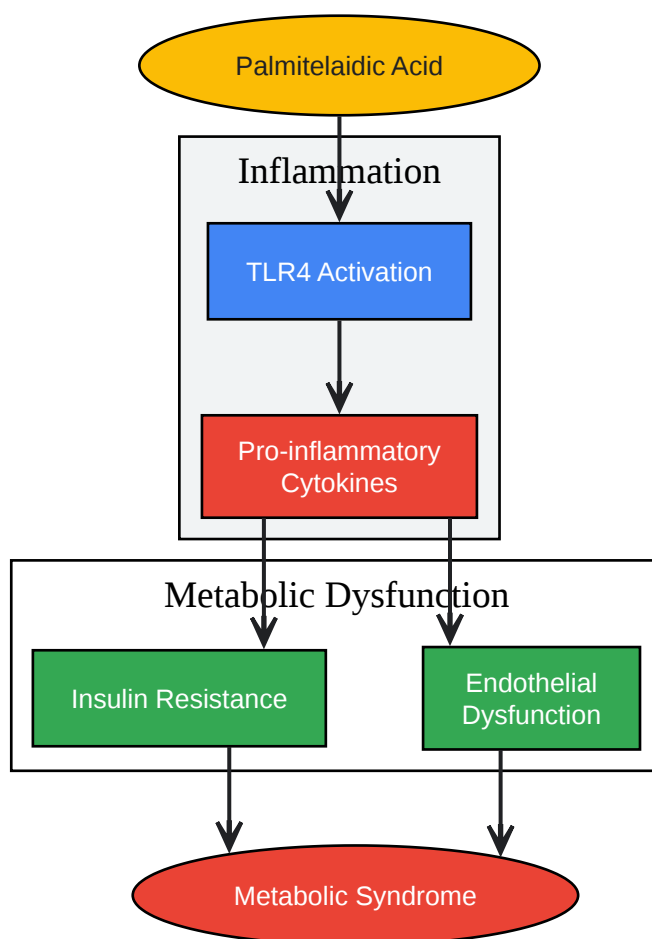 Palmitelaidic Acid
Inflammation
TLR4 Activation
Pro-inflammatory
Cytokines
Metabolic Dysfunction
Insulin Resistance
Endothelial
Dysfunction
Metabolic Syndrome